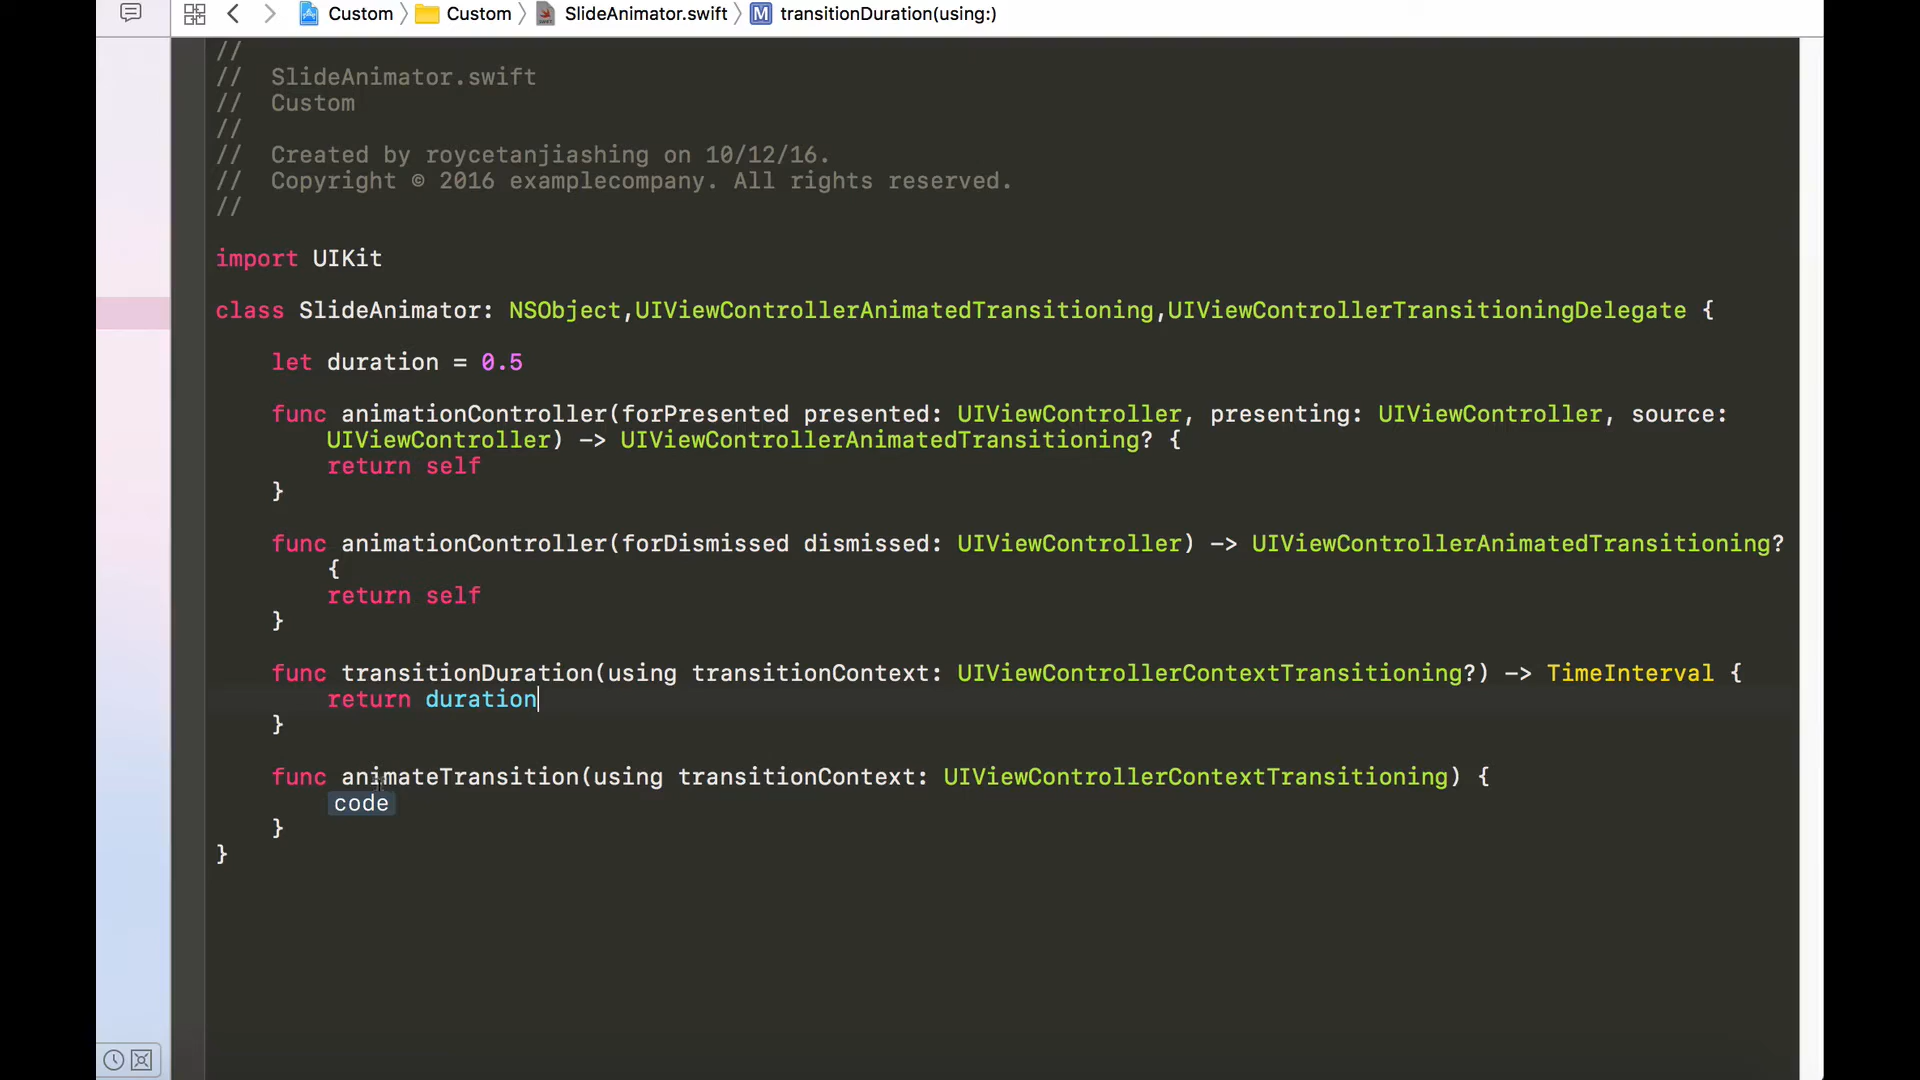 Custom > Custom > SlideAnimator.swift > M transitionDuration(using:)
//
//  SlideAnimator.swift
//  Custom
//
//  Created by roycetanjiashing on 10/12/16.
//  Copyright © 2016 examplecompany. All rights reserved.
//
import UIKit
class SlideAnimator: NSObject,UIViewControllerAnimatedTransitioning,UIViewControllerTransitioningDelegate {
    let duration = 0.5
    func animationController(forPresented presented: UIViewController, presenting: UIViewController, source:
        UIViewController) -> UIViewControllerAnimatedTransitioning? {
        return self
    }
    func animationController(forDismissed dismissed: UIViewController) -> UIViewControllerAnimatedTransitioning?
        {
        return self
    }
    func transitionDuration(using transitionContext: UIViewControllerContextTransitioning?) -> TimeInterval {
        return duration
    }
    func animateTransition(using transitionContext: UIViewControllerContextTransitioning) {
        code
    }
}